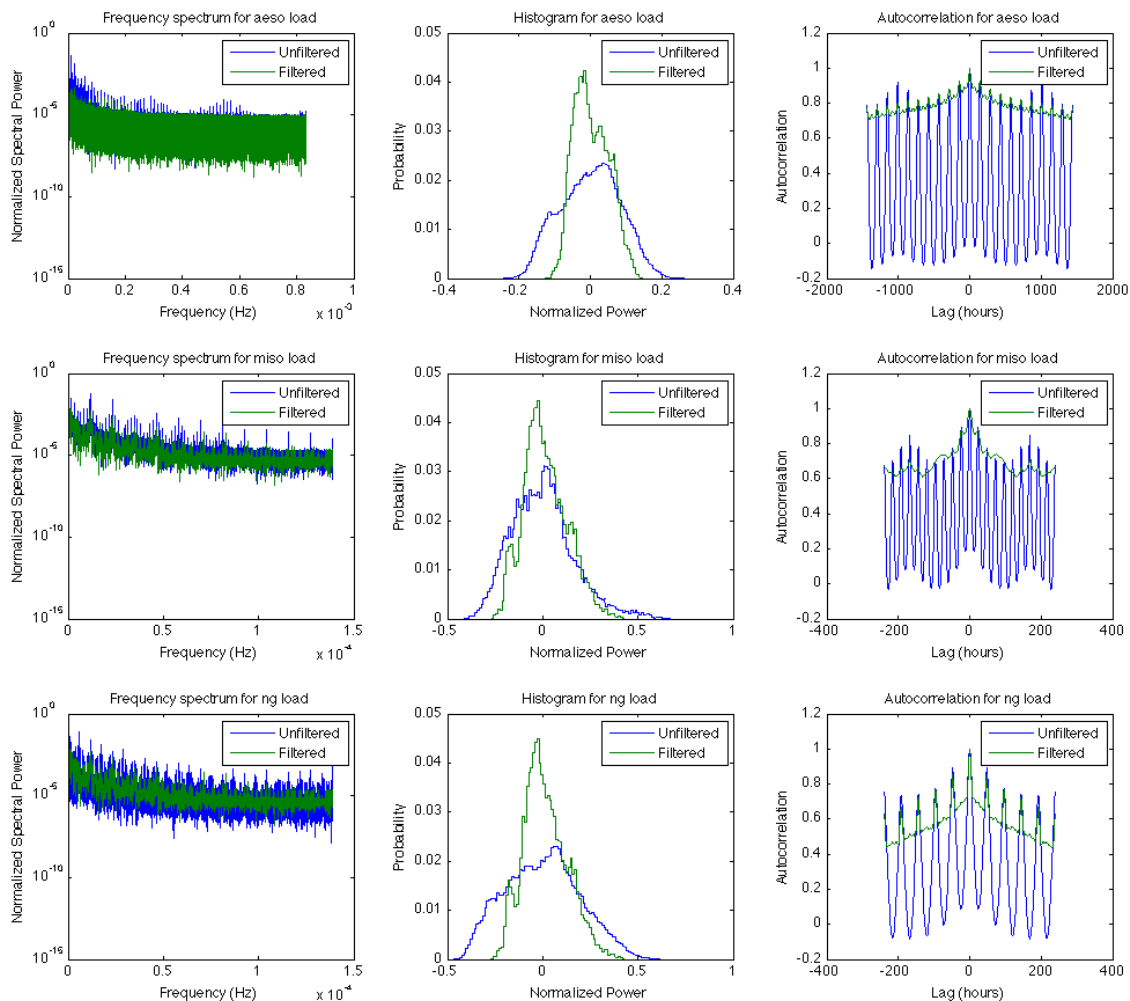 Frequency spectrum for aeso load
10^0
10^-5
10^-10
10^-15
Normalized Spectral Power
0 0.2 0.4 0.6 0.8 1
Frequency (Hz)
x 10^-3
Unfiltered
Filtered
Histogram for aeso load
0.05
0.04
0.03
0.02
0.01
0
Probability
-0.4 -0.2 0 0.2 0.4
Normalized Power
Unfiltered
Filtered
Autocorrelation for aeso load
1.2
1
0.8
0.6
0.4
0.2
0
-0.2
Autocorrelation
-2000 -1000 0 1000 2000
Lag (hours)
Unfiltered
Filtered
Frequency spectrum for miso load
10^0
10^-5
10^-10
10^-15
Normalized Spectral Power
0 0.5 1 1.5
Frequency (Hz)
x 10^-4
Unfiltered
Filtered
Histogram for miso load
0.05
0.04
0.03
0.02
0.01
0
Probability
-0.5 0 0.5 1
Normalized Power
Unfiltered
Filtered
Autocorrelation for miso load
1.2
1
0.8
0.6
0.4
0.2
0
-0.2
Autocorrelation
-400 -200 0 200 400
Lag (hours)
Unfiltered
Filtered
Frequency spectrum for ng load
10^0
10^-5
10^-10
10^-15
Normalized Spectral Power
0 0.5 1 1.5
Frequency (Hz)
x 10^-4
Unfiltered
Filtered
Histogram for ng load
0.05
0.04
0.03
0.02
0.01
0
Probability
-0.5 0 0.5 1
Normalized Power
Unfiltered
Filtered
Autocorrelation for ng load
1.2
1
0.8
0.6
0.4
0.2
0
-0.2
Autocorrelation
-400 -200 0 200 400
Lag (hours)
Unfiltered
Filtered